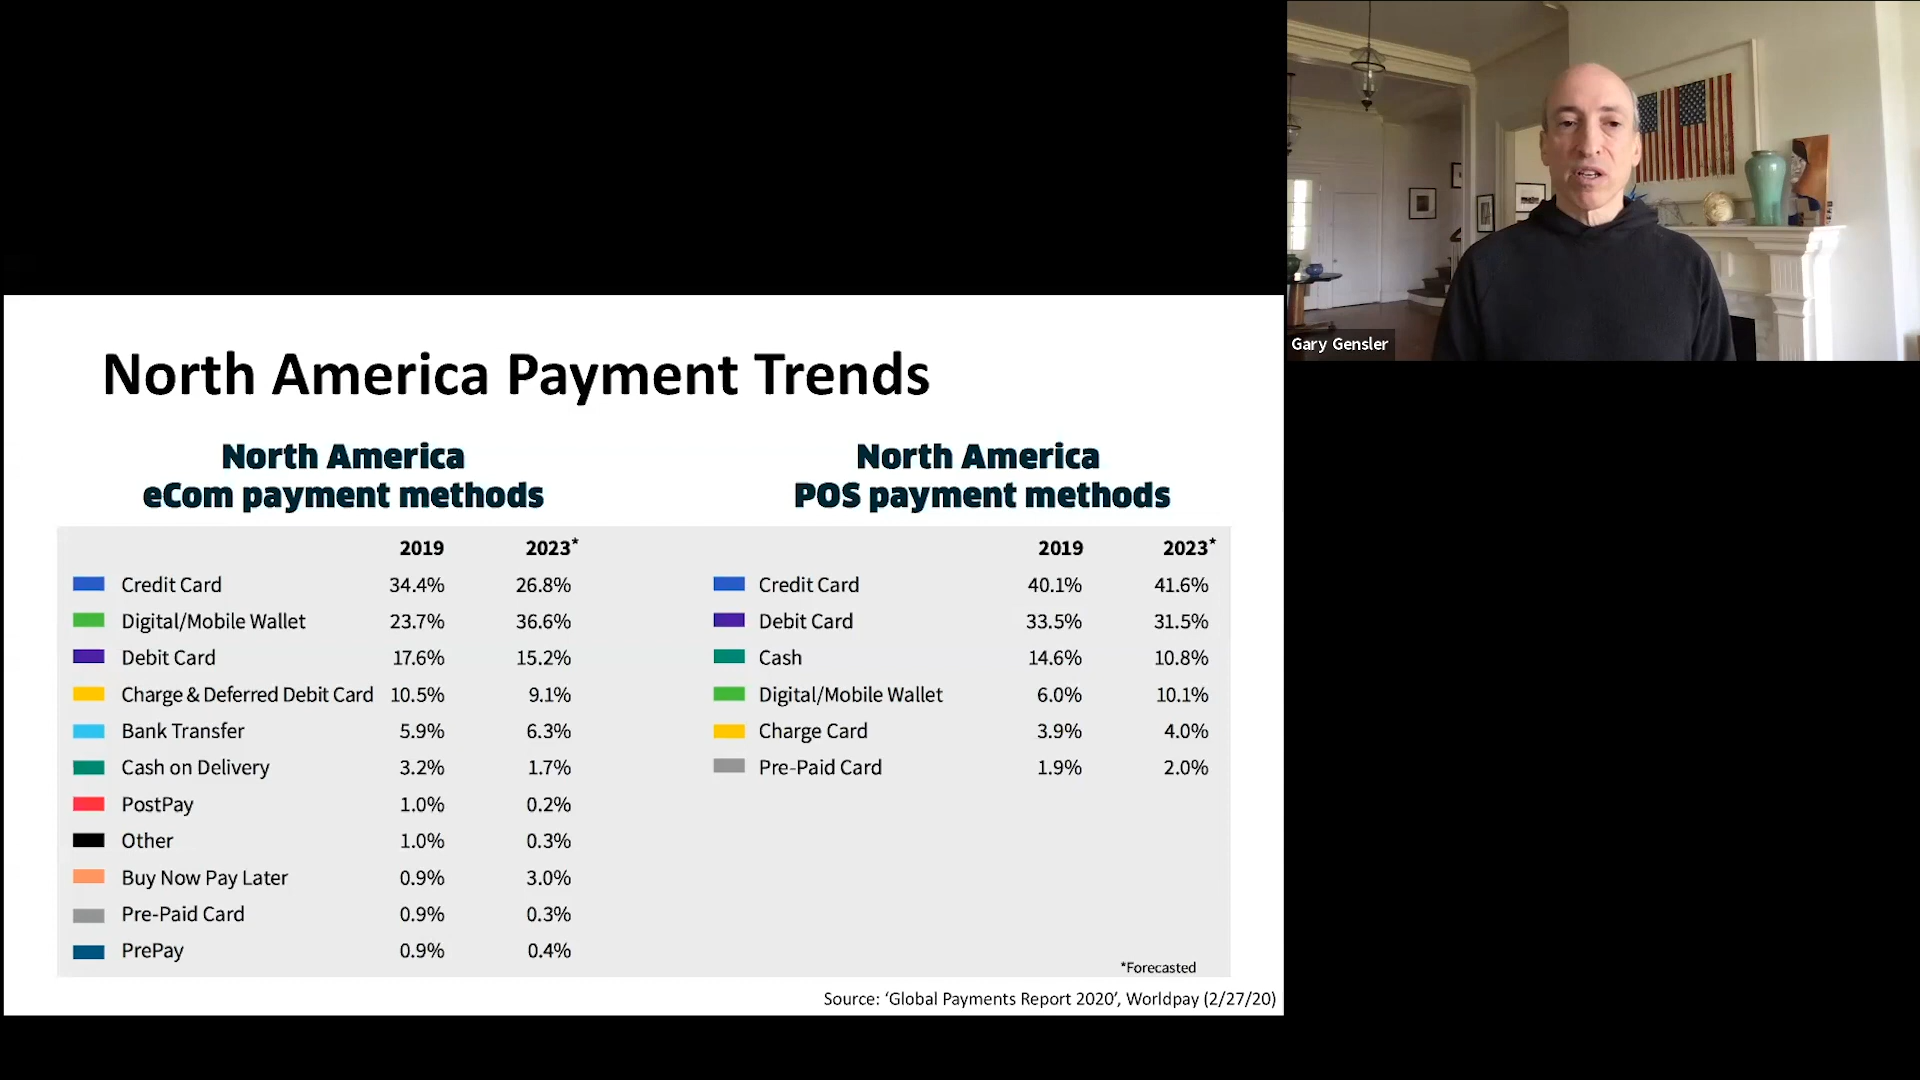 Gary Gensler
North America Payment Trends
North America
eCom payment methods
2019 2023*
Credit Card 34.4% 26.8%
Digital/Mobile Wallet 23.7% 36.6%
Debit Card 17.6% 15.2%
Charge & Deferred Debit Card 10.5% 9.1%
Bank Transfer 5.9% 6.3%
Cash on Delivery 3.2% 1.7%
PostPay 1.0% 0.2%
Other 1.0% 0.3%
Buy Now Pay Later 0.9% 3.0%
Pre-Paid Card 0.9% 0.3%
PrePay 0.9% 0.4%
North America
POS payment methods
2019 2023*
Credit Card 40.1% 41.6%
Debit Card 33.5% 31.5%
Cash 14.6% 10.8%
Digital/Mobile Wallet 6.0% 10.1%
Charge Card 3.9% 4.0%
Pre-Paid Card 1.9% 2.0%
*Forecasted
Source: ‘Global Payments Report 2020’, Worldpay (2/27/20)